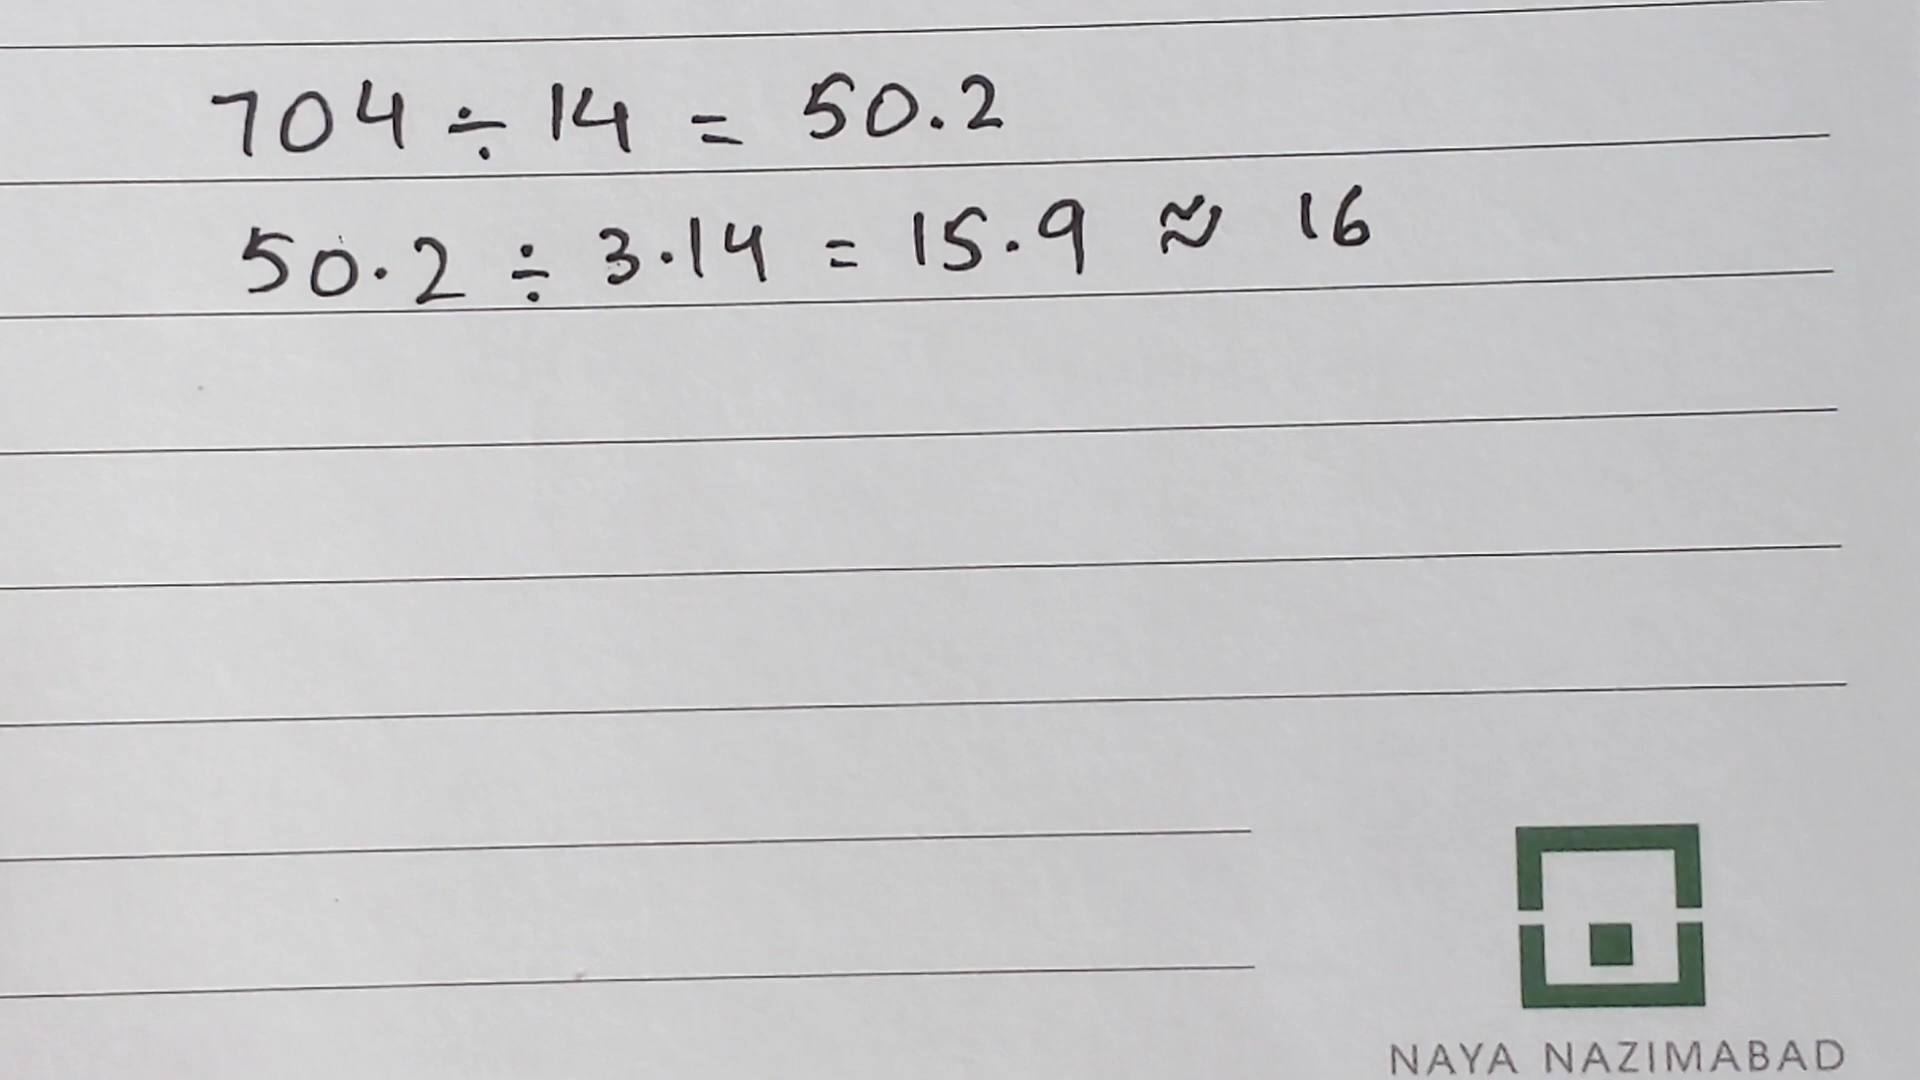 704 ÷ 14 = 50.2
50.2 ÷ 3.14 = 15.9 ≈ 16
NAYA NAZIMABAD